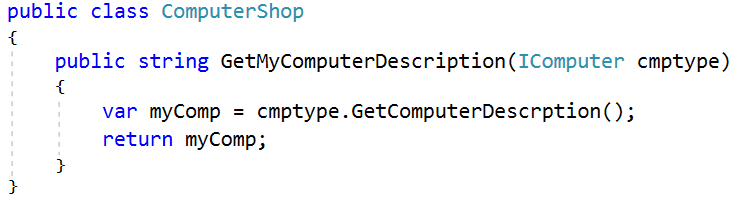 public class ComputerShop
{
    public string GetMyComputerDescription(IComputer cmptype)
    {
        var myComp = cmptype.GetComputerDescrption();
        return myComp;
    }
}